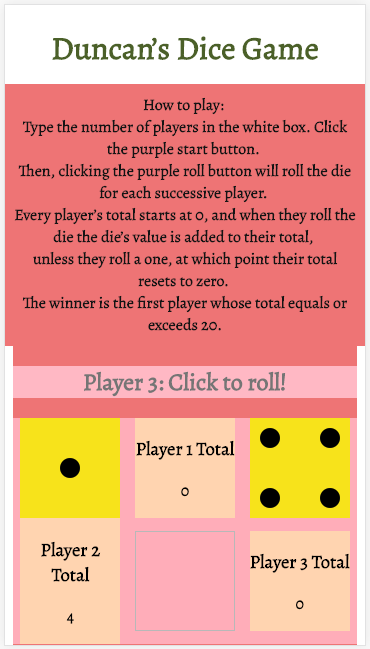 Duncan's Dice Game
How to play:
Type the number of players in the white box. Click
the purple start button.
Then, clicking the purple roll button will roll the die
for each successive player.
Every player's total starts at 0, and when they roll the
die the die's value is added to their total,
unless they roll a one, at which point their total
resets to zero.
The winner is the first player whose total equals or
exceeds 20.
Player 3: Click to roll!
Player 1 Total
0
Player 2
Total
4
Player 3 Total
0